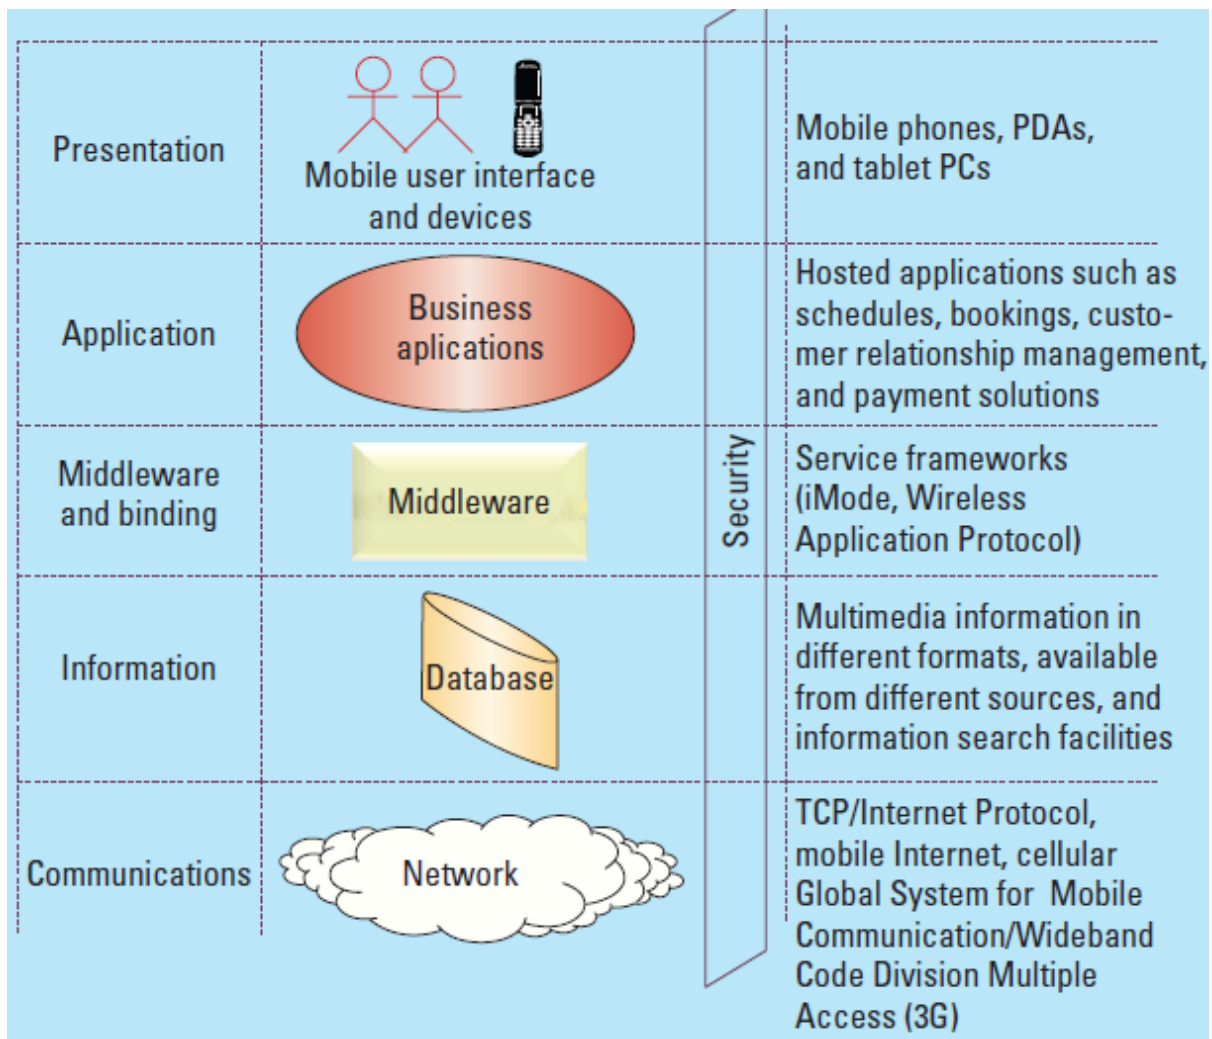 Presentation
Mobile user interface
and devices
Mobile phones, PDAs,
and tablet PCs
Application
Business
aplications
Hosted applications such as
schedules, bookings, custo-
mer relationship management,
and payment solutions
Middleware
and binding
Middleware
Security
Service frameworks
(iMode, Wireless
Application Protocol)
Information
Database
Multimedia information in
different formats, available
from different sources, and
information search facilities
Communications
Network
TCP/Internet Protocol,
mobile Internet, cellular
Global System for Mobile
Communication/Wideband
Code Division Multiple
Access (3G)